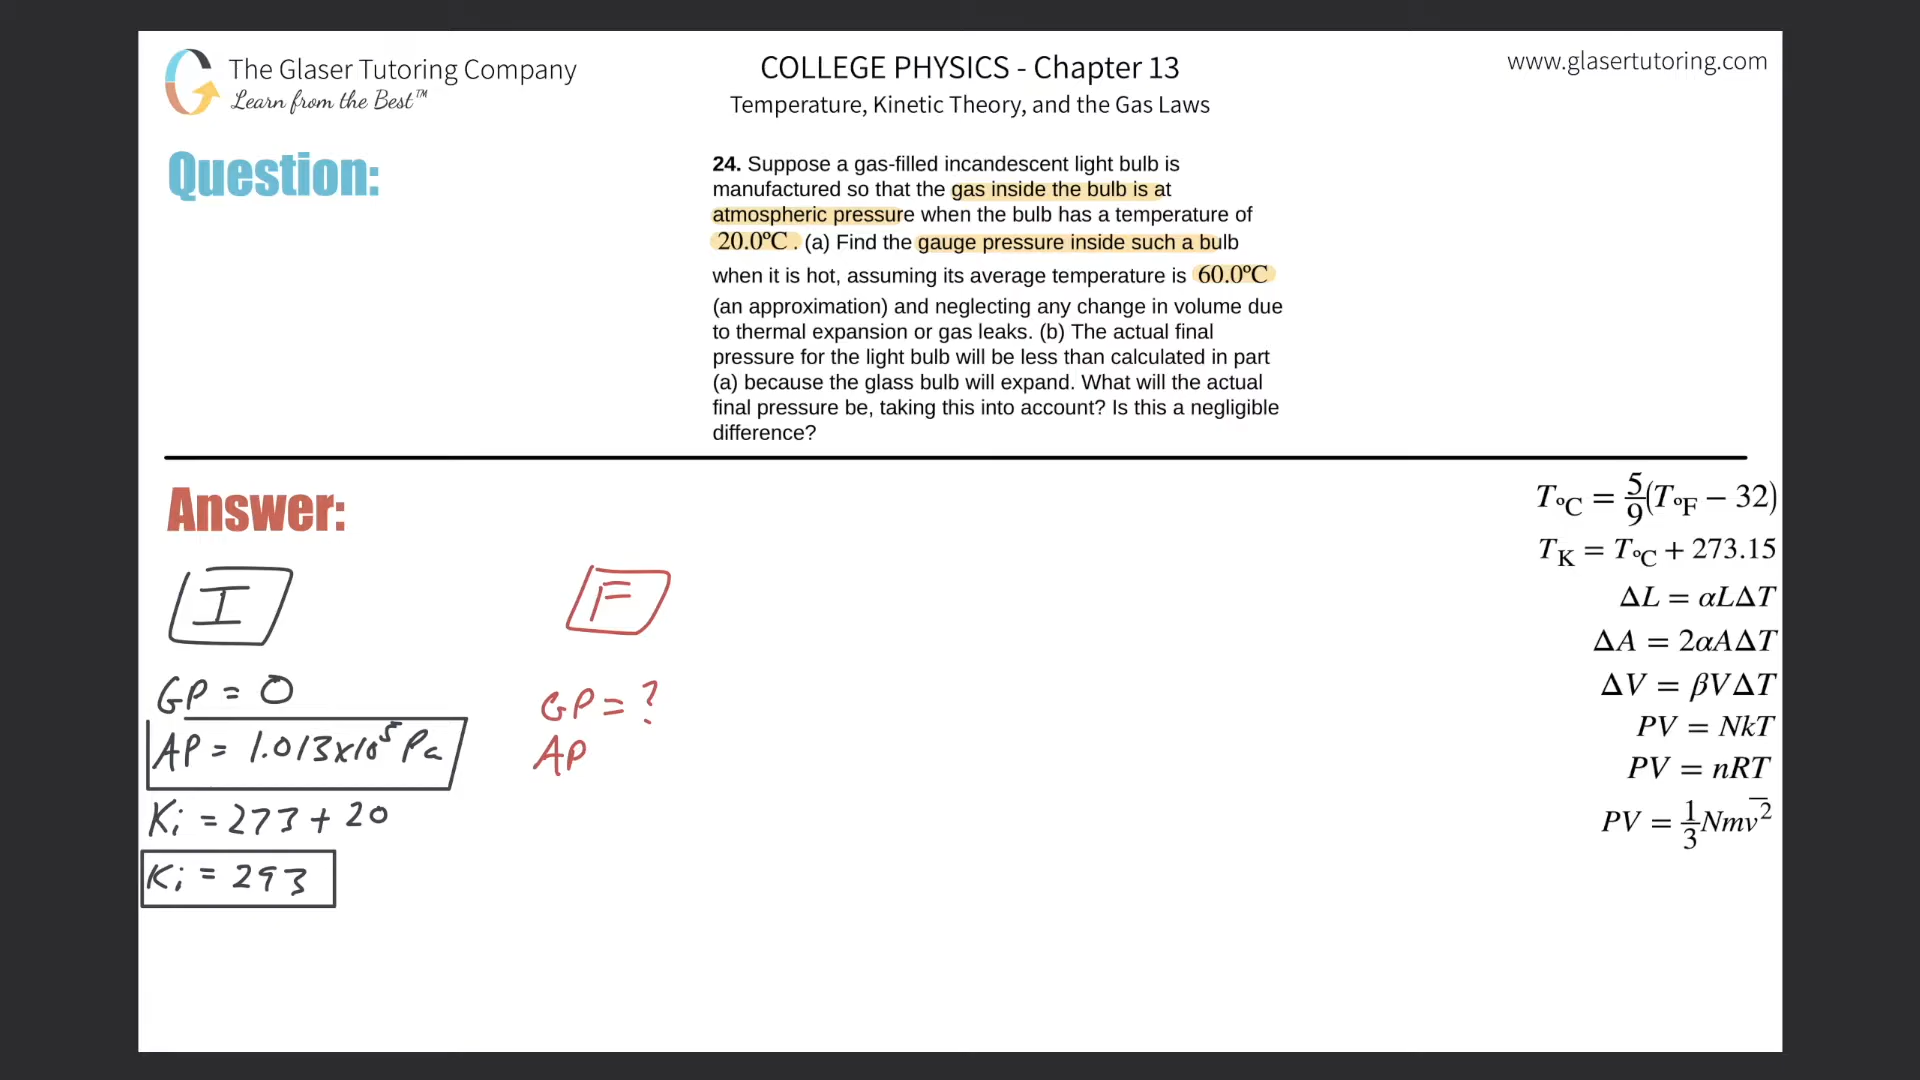 The Glaser Tutoring Company
Learn from the Best™
COLLEGE PHYSICS - Chapter 13
Temperature, Kinetic Theory, and the Gas Laws
www.glasertutoring.com
Question:
24. Suppose a gas-filled incandescent light bulb is
manufactured so that the gas inside the bulb is at
atmospheric pressure when the bulb has a temperature of
20.0ºC . (a) Find the gauge pressure inside such a bulb
when it is hot, assuming its average temperature is 60.0ºC
(an approximation) and neglecting any change in volume due
to thermal expansion or gas leaks. (b) The actual final
pressure for the light bulb will be less than calculated in part
(a) because the glass bulb will expand. What will the actual
final pressure be, taking this into account? Is this a negligible
difference?
Answer:
I
GP = 0
AP = 1.013x10⁵ Pa
Ki = 273 + 20
Ki = 293
F
GP = ?
AP
TºC = 5/9(TºF − 32)
TK = TºC + 273.15
ΔL = αLΔT
ΔA = 2αAΔT
ΔV = βVΔT
PV = NkT
PV = nRT
PV = 1/3Nmv̅²